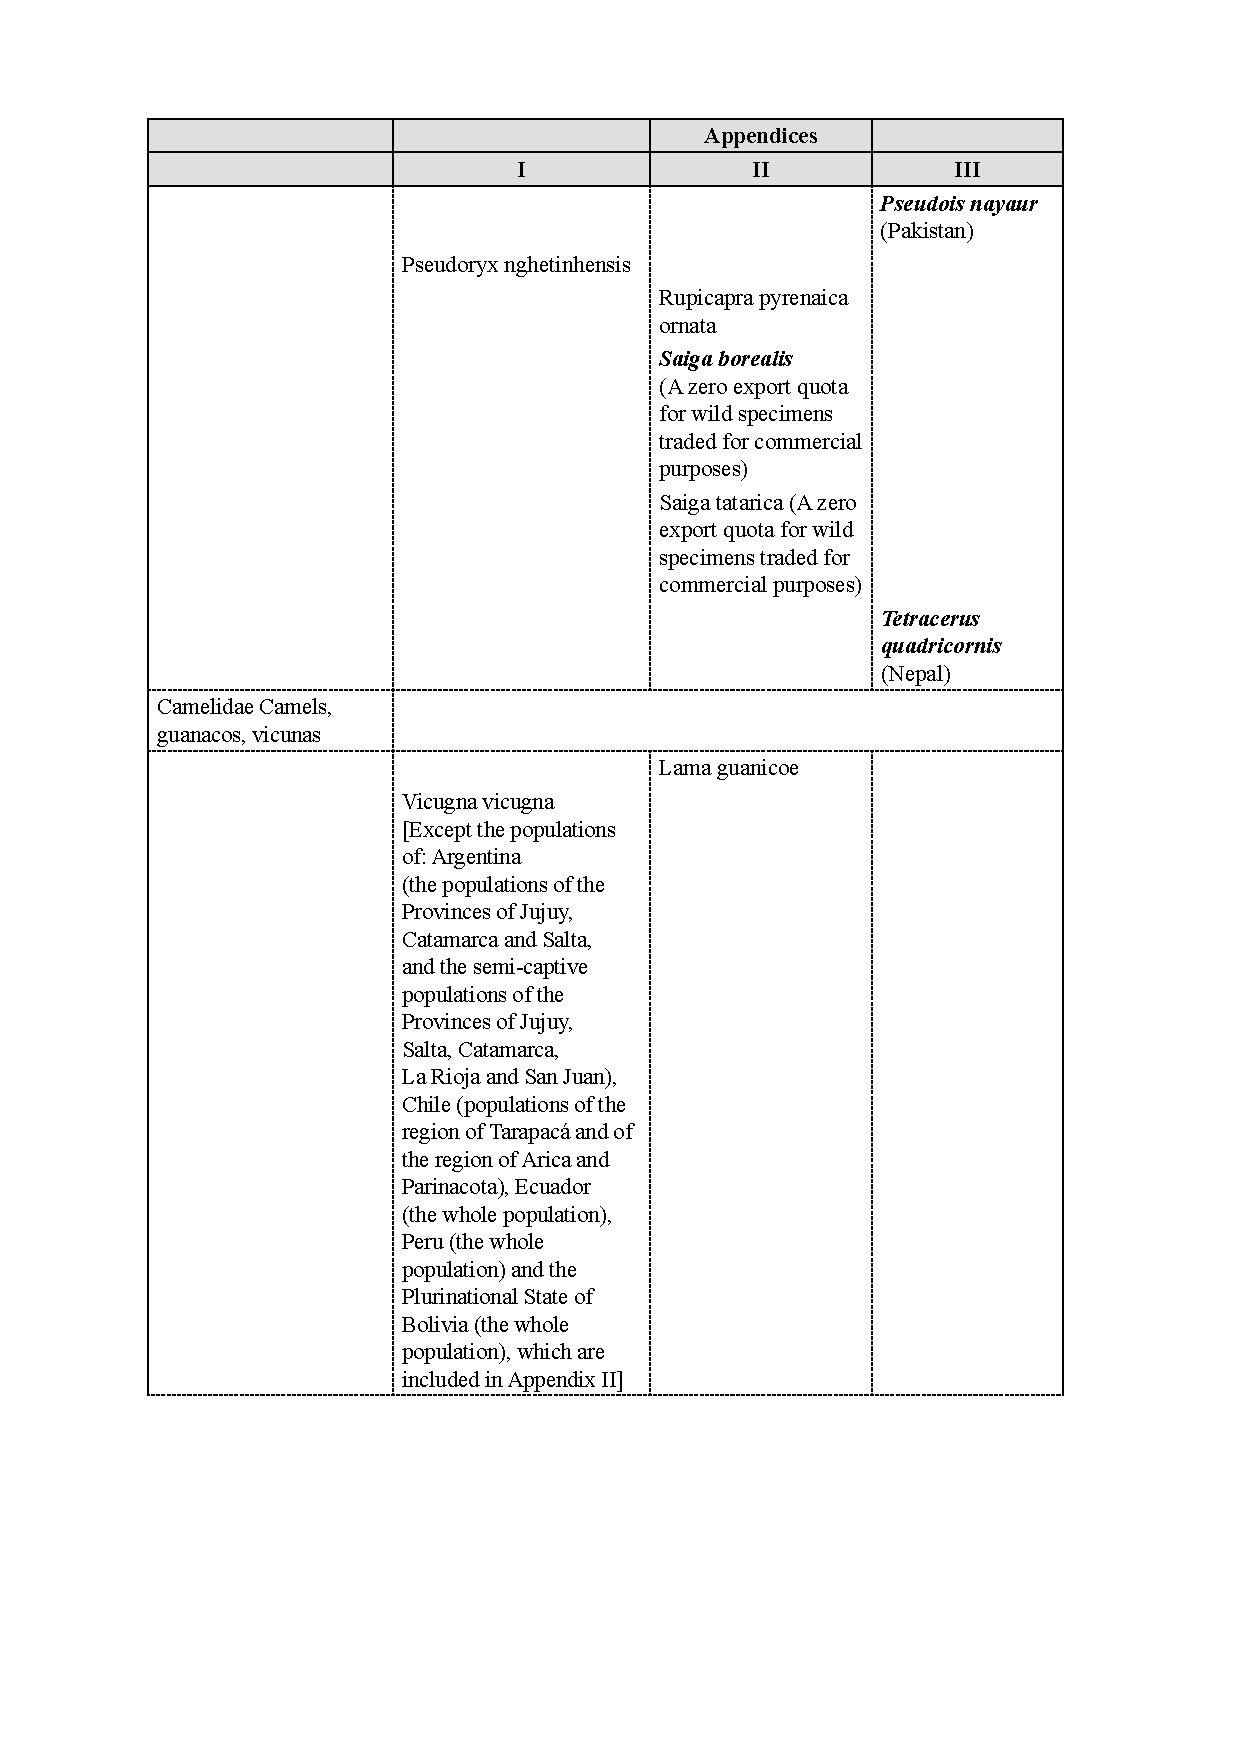 Appendices
I II III
Pseudois nayaur
(Pakistan)
Pseudoryx nghetinhensis
Rupicapra pyrenaica
ornata
Saiga borealis
(A zero export quota
for wild specimens
traded for commercial
purposes)
Saiga tatarica (A zero
export quota for wild
specimens traded for
commercial purposes)
Tetracerus
quadricornis
(Nepal)
Camelidae Camels,
guanacos, vicunas
Lama guanicoe
Vicugna vicugna
[Except the populations
of: Argentina
(the populations of the
Provinces of Jujuy,
Catamarca and Salta,
and the semi-captive
populations of the
Provinces of Jujuy,
Salta, Catamarca,
La Rioja and San Juan),
Chile (populations of the
region of Tarapacá and of
the region of Arica and
Parinacota), Ecuador
(the whole population),
Peru (the whole
population) and the
Plurinational State of
Bolivia (the whole
population), which are
included in Appendix II]